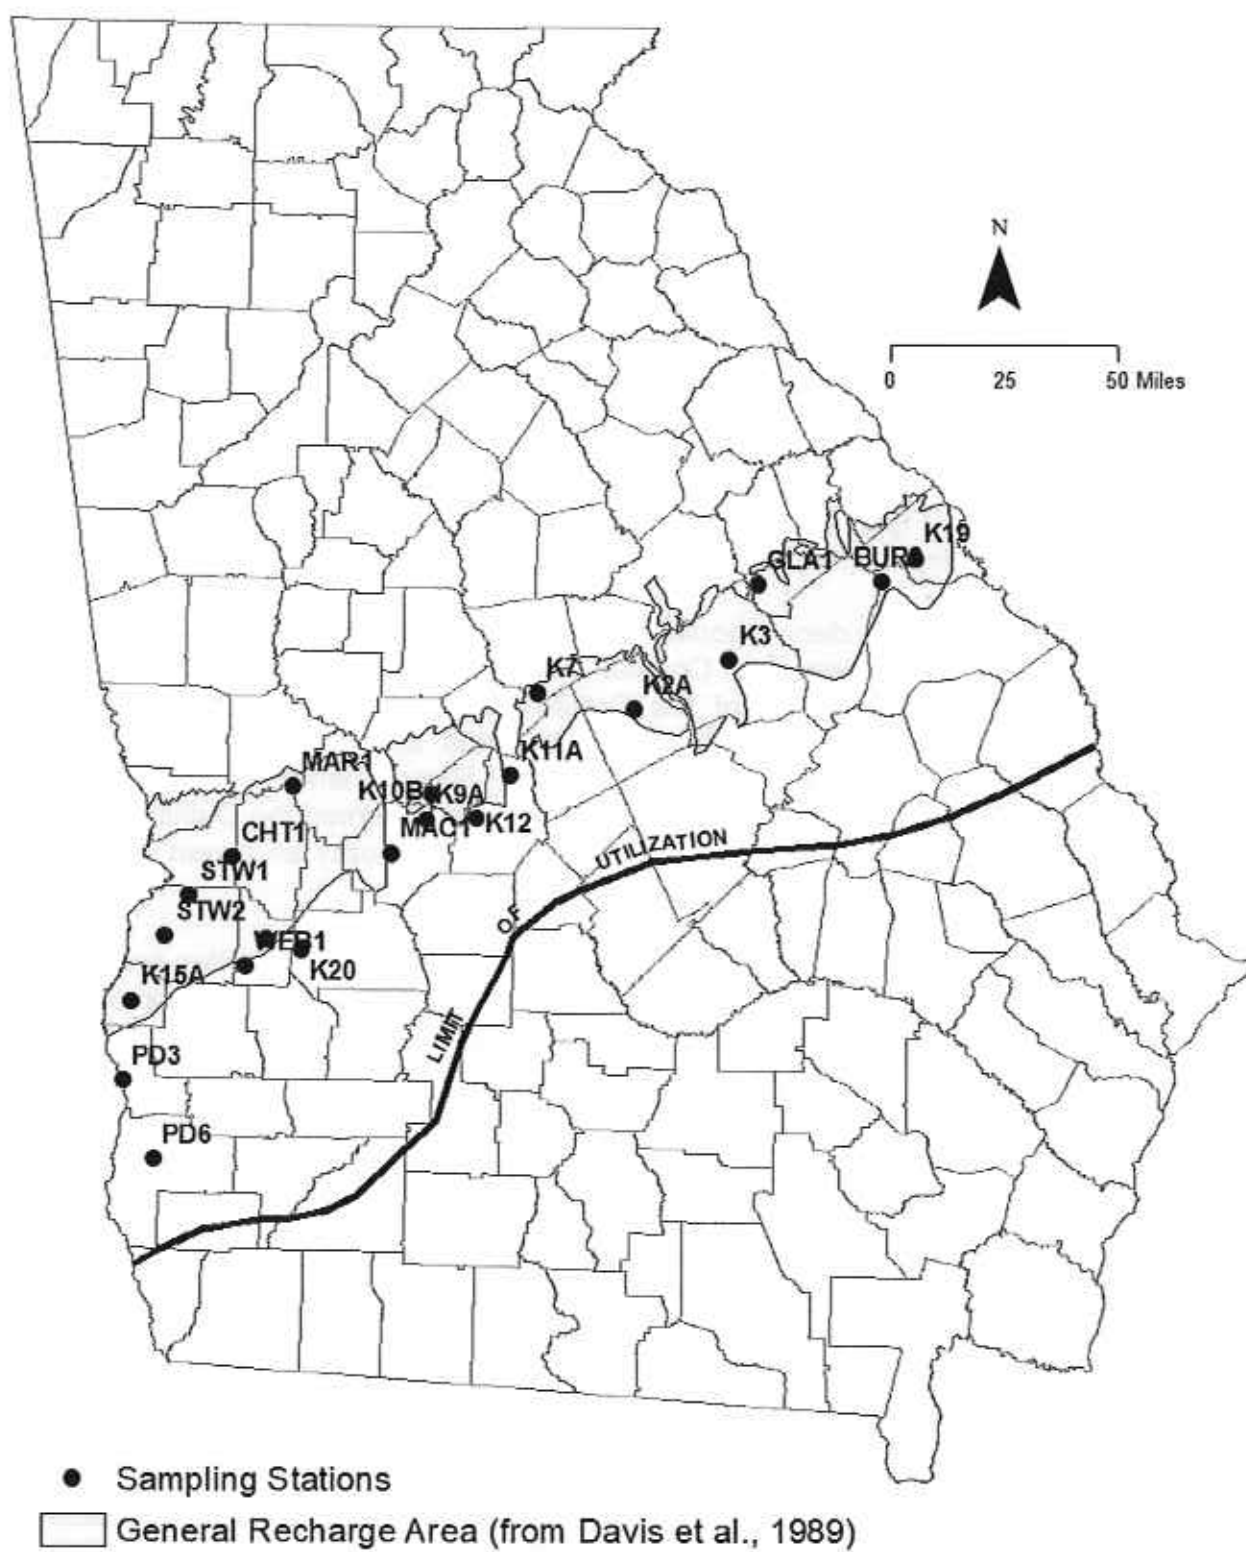 N
0 25 50 Miles
K19
GLA1
K3
K7
K2A
K11A
MAR1
K10B
K9A
MAC1
K12
CHT1
STW1
STW2
WEB1
K20
K15A
PD3
PD6
LIMIT OF UTILIZATION
Sampling Stations
General Recharge Area (from Davis et al., 1989)